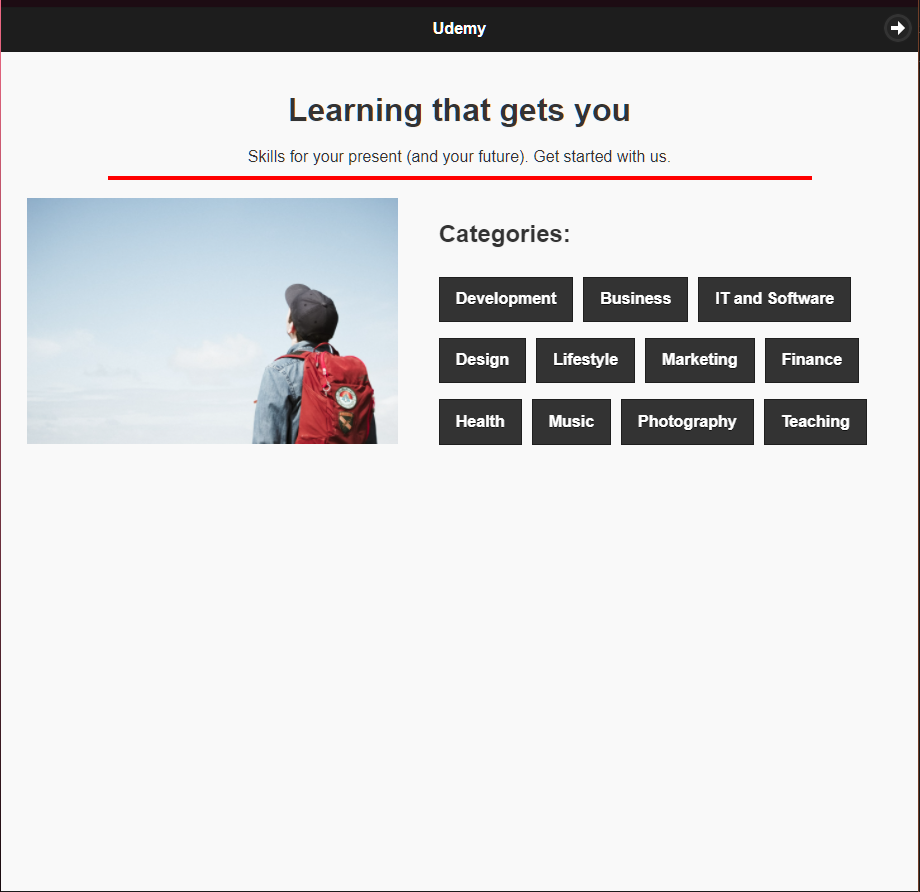 Udemy
Learning that gets you
Skills for your present (and your future). Get started with us.
Categories:
Development Business IT and Software
Design Lifestyle Marketing Finance
Health Music Photography Teaching